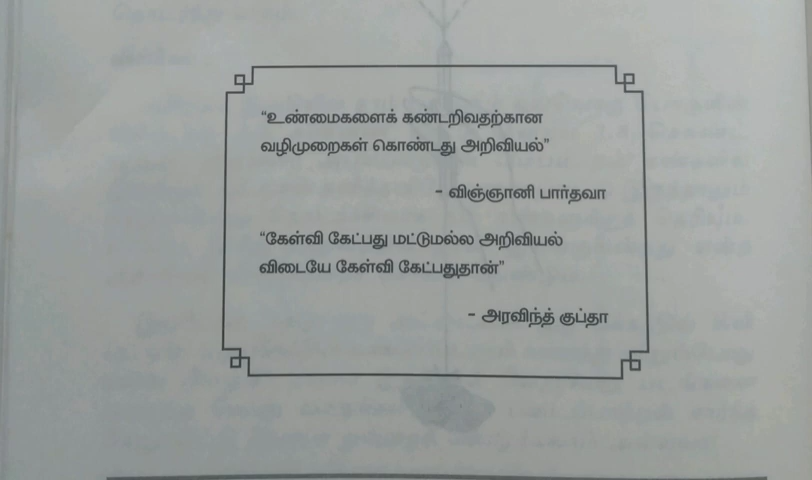 “உண்மைகளைக் கண்டறிவதற்கான
வழிமுறைகள் கொண்டது அறிவியல்”
- விஞ்ஞானி பார்தவா
“கேள்வி கேட்பது மட்டுமல்ல அறிவியல்
விடையே கேள்வி கேட்பதுதான்”
- அரவிந்த் குப்தா